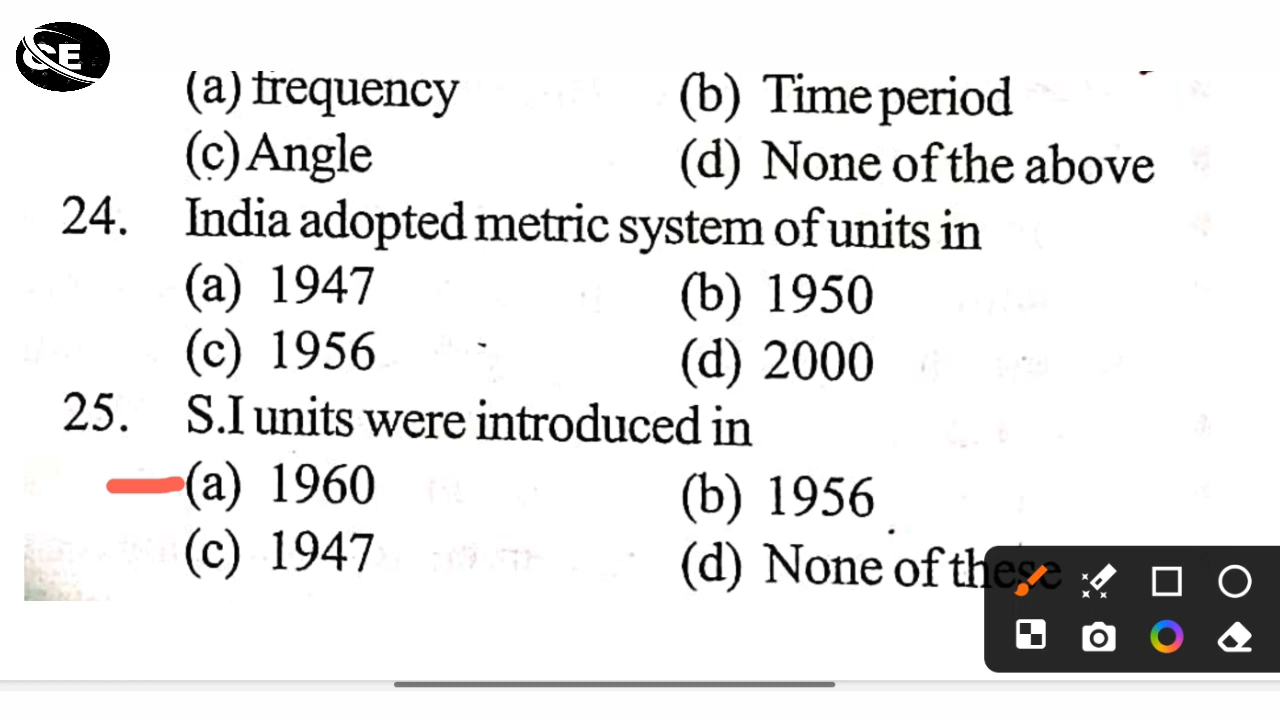 CE
(a) frequency (b) Time period
(c) Angle (d) None of the above
24. India adopted metric system of units in
(a) 1947 (b) 1950
(c) 1956 (d) 2000
25. S.I units were introduced in
(a) 1960 (b) 1956
(c) 1947 (d) None of these